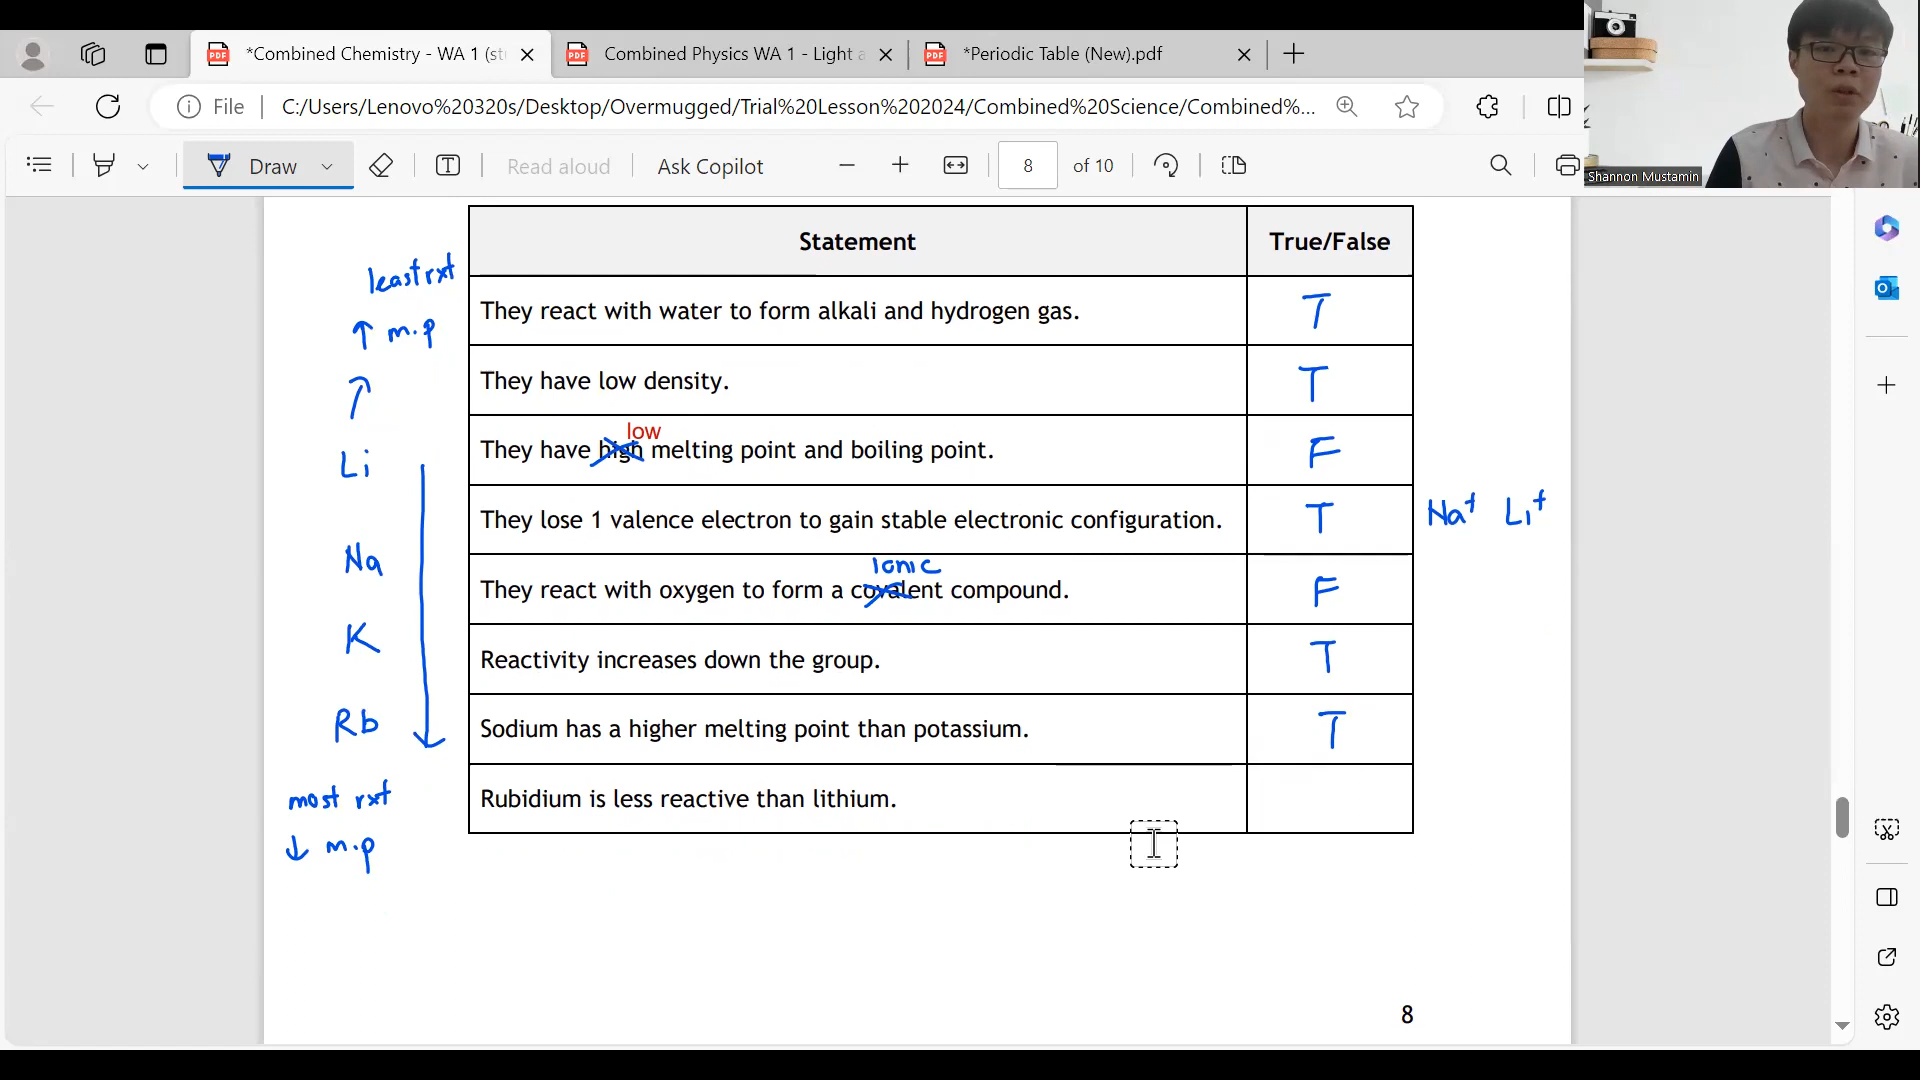 *Combined Chemistry - WA 1 (st
Combined Physics WA 1 - Light a
*Periodic Table (New).pdf
File
C:/Users/Lenovo%20320s/Desktop/Overmugged/Trial%20Lesson%202024/Combined%20Science/Combined%...
Draw
Read aloud
Ask Copilot
8
of 10
Shannon Mustamin
Statement
True/False
least rxt
They react with water to form alkali and hydrogen gas.
T
↑ m.p
They have low density.
T
low
They have high melting point and boiling point.
F
Li
They lose 1 valence electron to gain stable electronic configuration.
T
Na+ Li+
Na
ionic
They react with oxygen to form a covalent compound.
F
K
Reactivity increases down the group.
T
Rb
Sodium has a higher melting point than potassium.
T
most rxt
Rubidium is less reactive than lithium.
↓ m.p
8